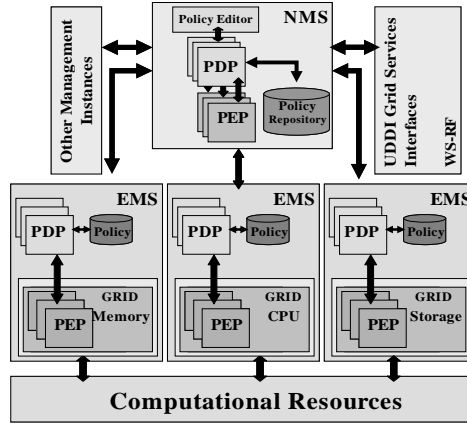 Policy Editor
NMS
PDP
PEP
Policy
Repository
Other Management
Instances
UDDI Grid Services
Interfaces
WS-RF
EMS
PDP
Policy
GRID
Memory
PEP
EMS
PDP
Policy
GRID
CPU
PEP
EMS
PDP
Policy
GRID
Storage
PEP
Computational Resources